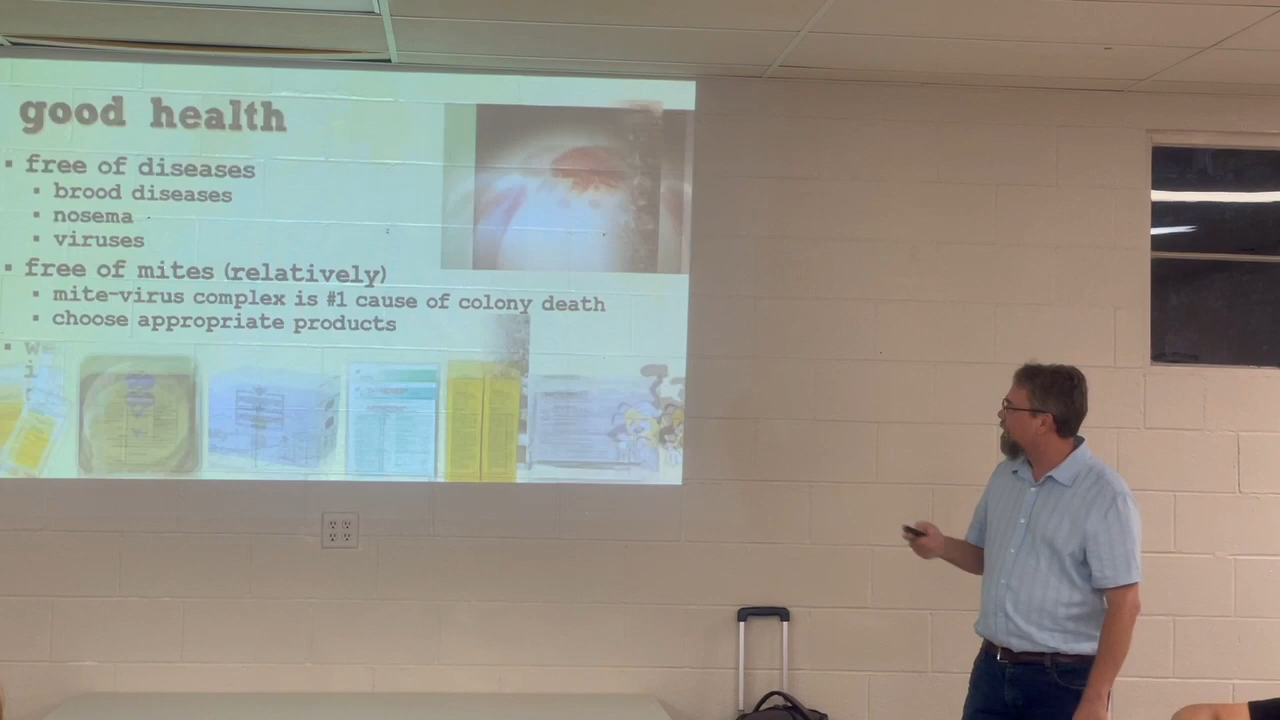 good health
▪ free of diseases
▪ brood diseases
▪ nosema
▪ viruses
▪ free of mites (relatively)
▪ mite-virus complex is #1 cause of colony death
▪ choose appropriate products